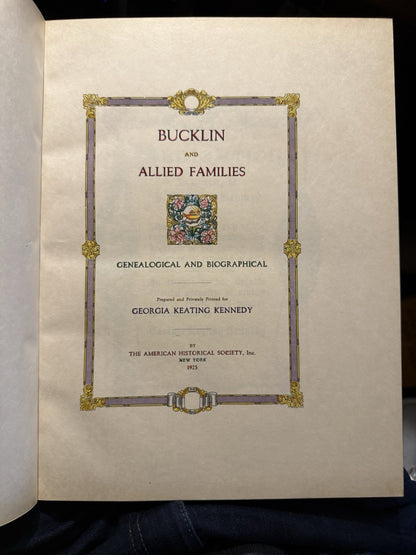 BUCKLIN
AND
ALLIED FAMILIES
GENEALOGICAL AND BIOGRAPHICAL
Prepared and Privately Printed for
GEORGIA KEATING KENNEDY
BY
THE AMERICAN HISTORICAL SOCIETY, Inc.
NEW YORK
1925